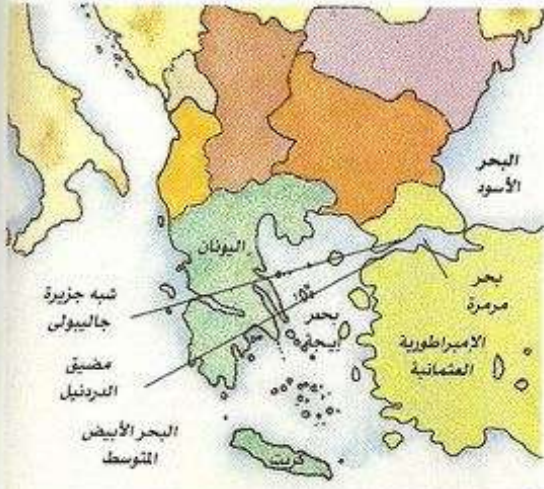 البحر
الأسود
اليونان
بحر
مرمرة
شبه جزيرة
جاليبولى
بحر
إيجة
الإمبراطورية
العثمانية
مضيق
الدردنيل
البحر الأبيض
المتوسط
كريت